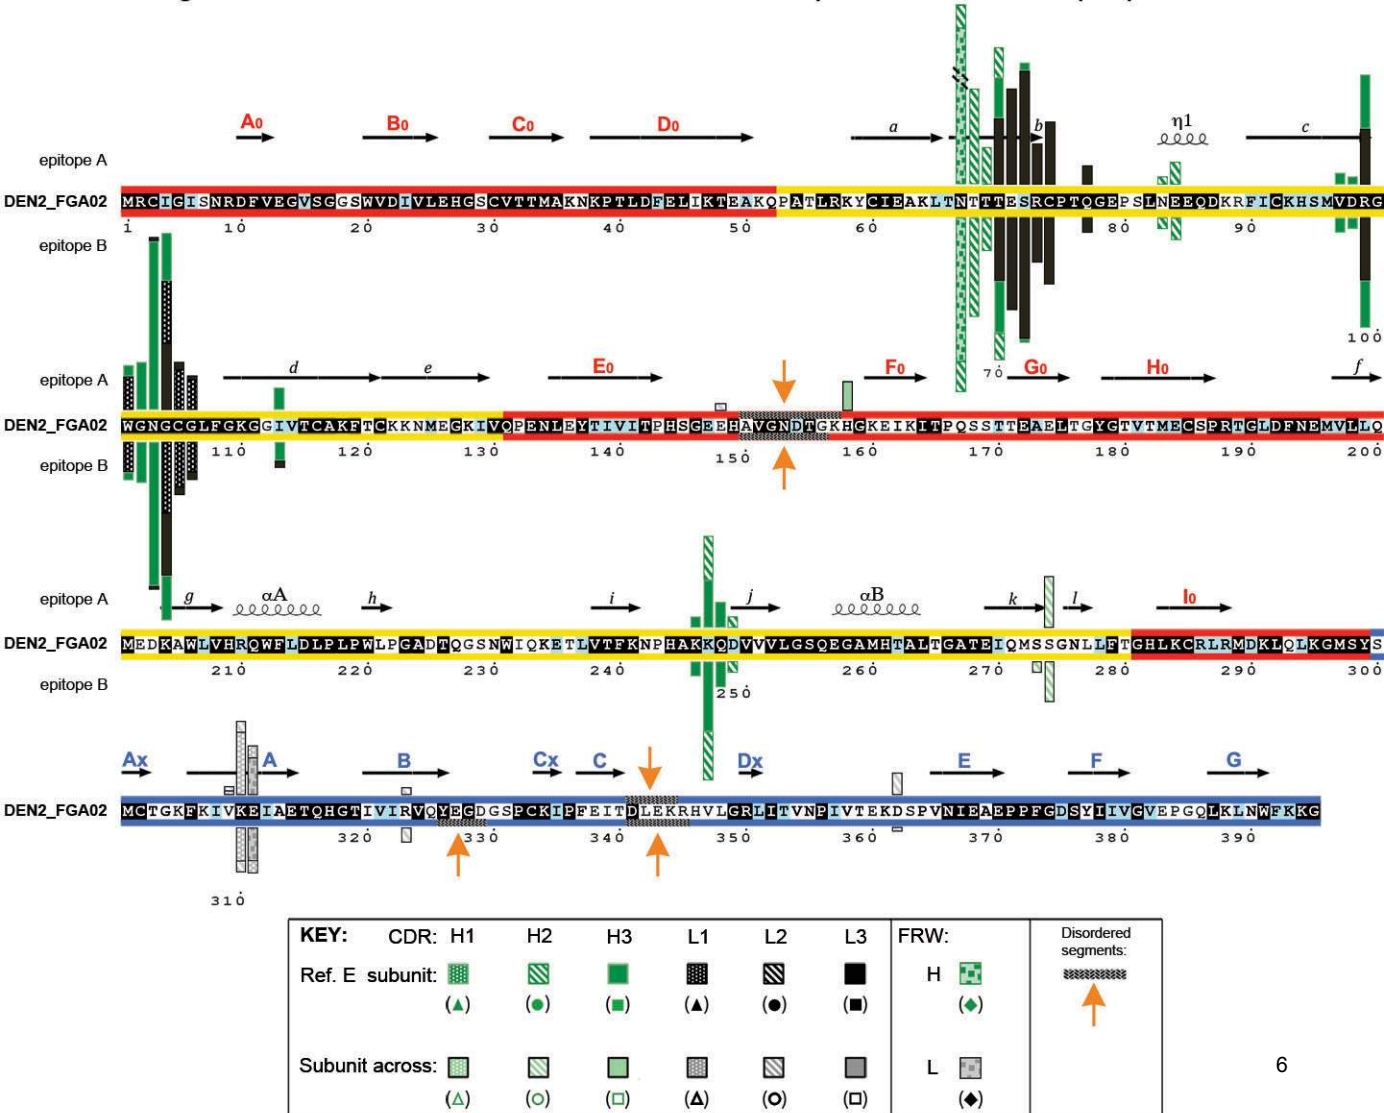 A0 B0 C0 D0 a b η1 c
epitope A
DEN2_FGA02 MRCIGISNRDFVEGVSGGSWVDIVLEHGSCVTTMAKNKPTLDFELIKTEAKQPATLRKYCIEAKLTNTTTESRCPTQGEPSLNEEQDKRFICKHSMVDRG
1 10 20 30 40 50 60 80 90
epitope B
70 100
d e E0 F0 G0 H0 f
epitope A
DEN2_FGA02 WGNGCGLFGKGGIVTCAKFTCKKNMEGKIVQPENLEYTIVITPHSGEEHAVGNDTGKHGKEIKITPQSSTTEAELTGYGTVTMECSPRTGLDFNEMVLLQ
110 120 130 140 150 160 170 180 190 200
epitope B
g αA h i j αB k l I0
epitope A
DEN2_FGA02 MEDKAWLVHRQWFLDLPLPWLPGADTQGSNWIQKETLVTFKNPHAKKQDVVVLGSQEGAMHTALTGATEIQMSSGNLLFTGHLKCRLRMDKLQLKGMSYS
210 220 230 240 250 260 270 280 290 300
epitope B
Ax A B Cx C Dx E F G
DEN2_FGA02 MCTGKFKIVKEIAETQHGTIVIRVQYEGDGSPCKIPFEITDLEKRHVLGRLITVNPIVTEKDSPVNIEAEPPFGDSYIIVGVEPGQLKLNWFKKG
320 330 340 350 360 370 380 390
310
KEY: CDR: H1 H2 H3 L1 L2 L3 FRW: Disordered
segments:
Ref. E subunit: H
(▲) (●) (■) (▲) (●) (■) (◆)
Subunit across: L
(△) (○) (□) (△) (○) (□) (◆)
6